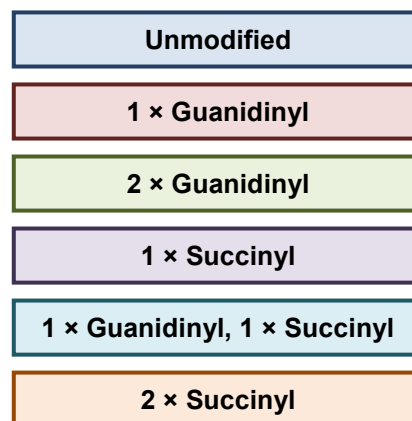 Unmodified
1 × Guanidinyl
2 × Guanidinyl
1 × Succinyl
1 × Guanidinyl, 1 × Succinyl
2 × Succinyl